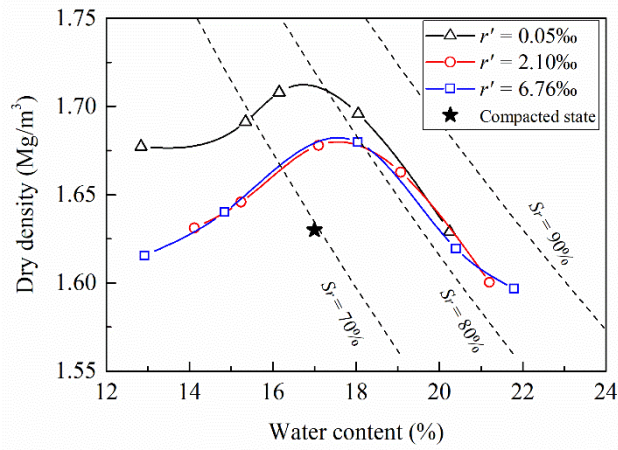 1.75
1.70
1.65
1.60
1.55
Dry density (Mg/m³)
r′ = 0.05‰
r′ = 2.10‰
r′ = 6.76‰
Compacted state
Sr = 70%
Sr = 80%
Sr = 90%
12 14 16 18 20 22 24
Water content (%)